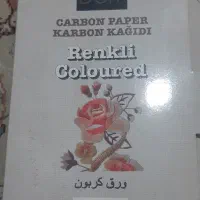 CARBON PAPER
KARBON KAĞIDI
Renkli
Coloured
ورق كربون